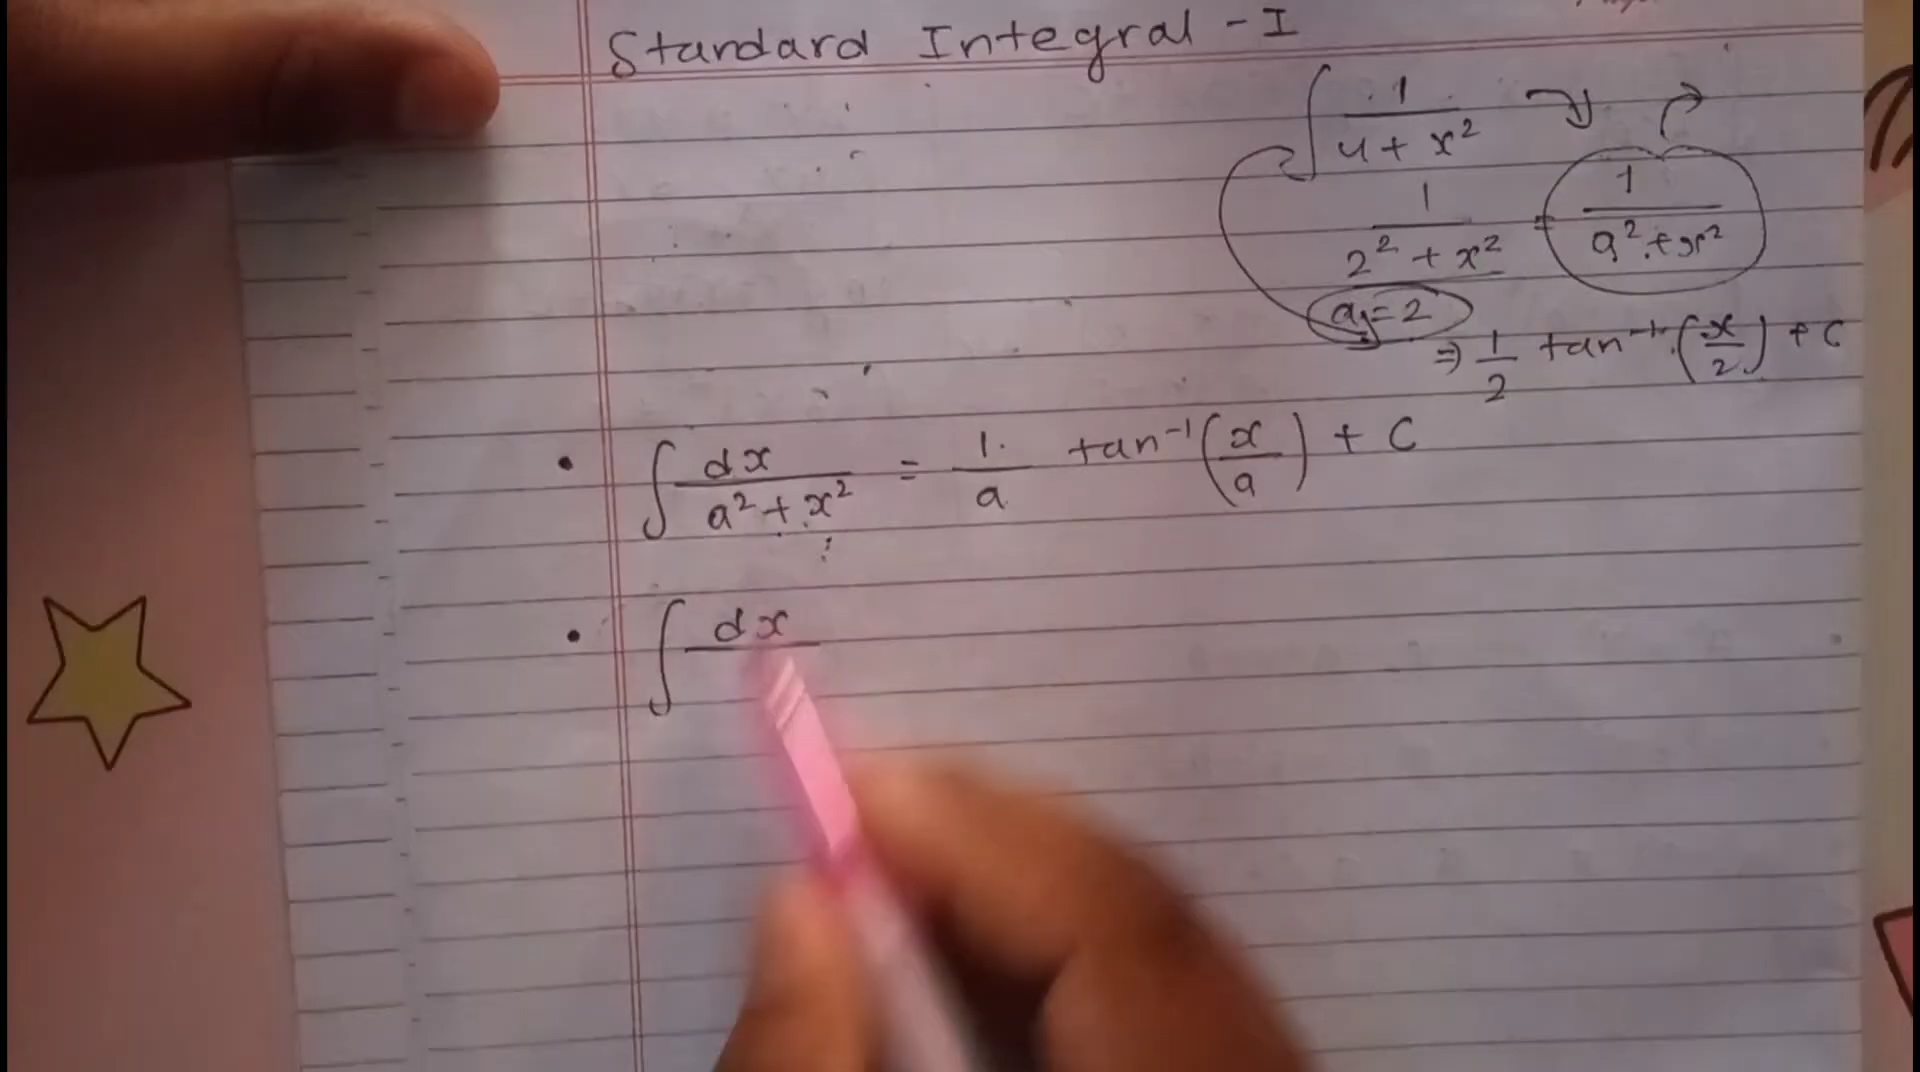 Standard Integral - I
∫ 1/(4 + x²)
1/(2² + x²) = 1/(a² + x²)
a = 2
⇒ 1/2 tan⁻¹ (x/2) + C
• ∫ dx/(a² + x²) = 1/a tan⁻¹ (x/a) + C
• ∫ dx